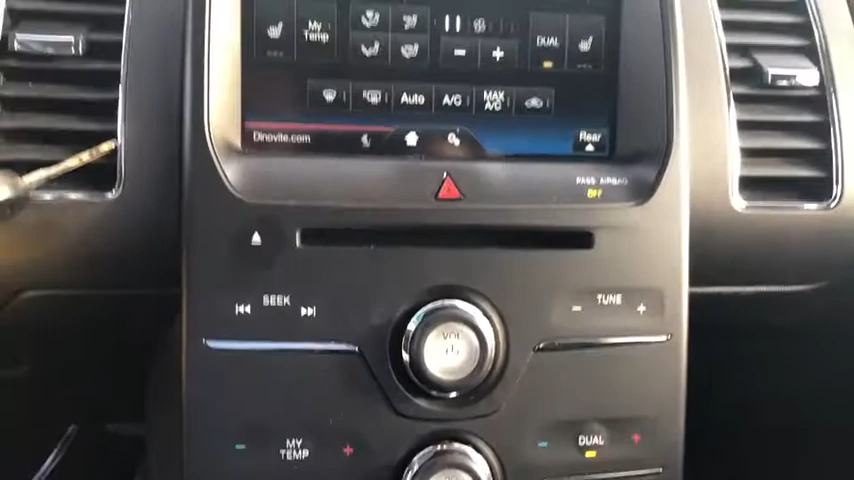 My
Temp
DUAL
Auto
A/C
MAX
A/C
Dinovite.com
Rear
PASS AIRBAG
OFF
SEEK
TUNE
VOL
MY
TEMP
DUAL